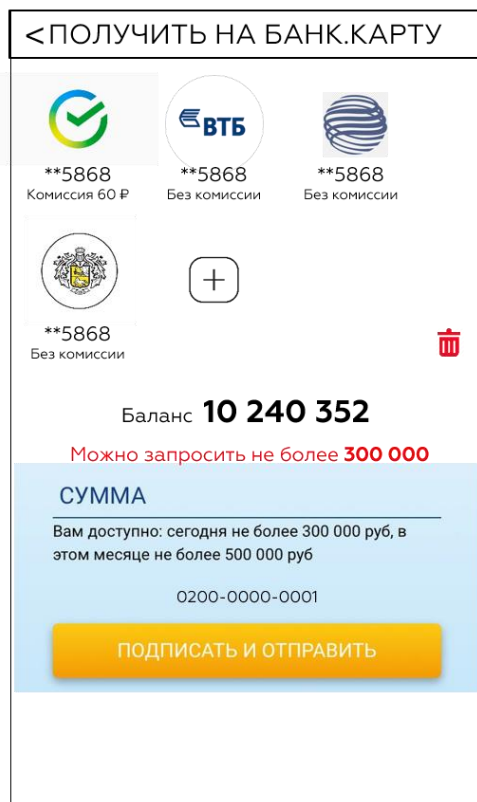 <ПОЛУЧИТЬ НА БАНК.КАРТУ
ВТБ
**5868 **5868 **5868
Комиссия 60 ₽ Без комиссии Без комиссии
**5868
Без комиссии
Баланс 10 240 352
Можно запросить не более 300 000
СУММА
Вам доступно: сегодня не более 300 000 руб, в
этом месяце не более 500 000 руб
0200-0000-0001
ПОДПИСАТЬ И ОТПРАВИТЬ